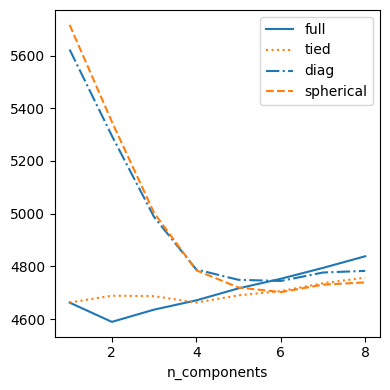 5600
5400
5200
5000
4800
4600
2 4 6 8
n_components
full
tied
diag
spherical